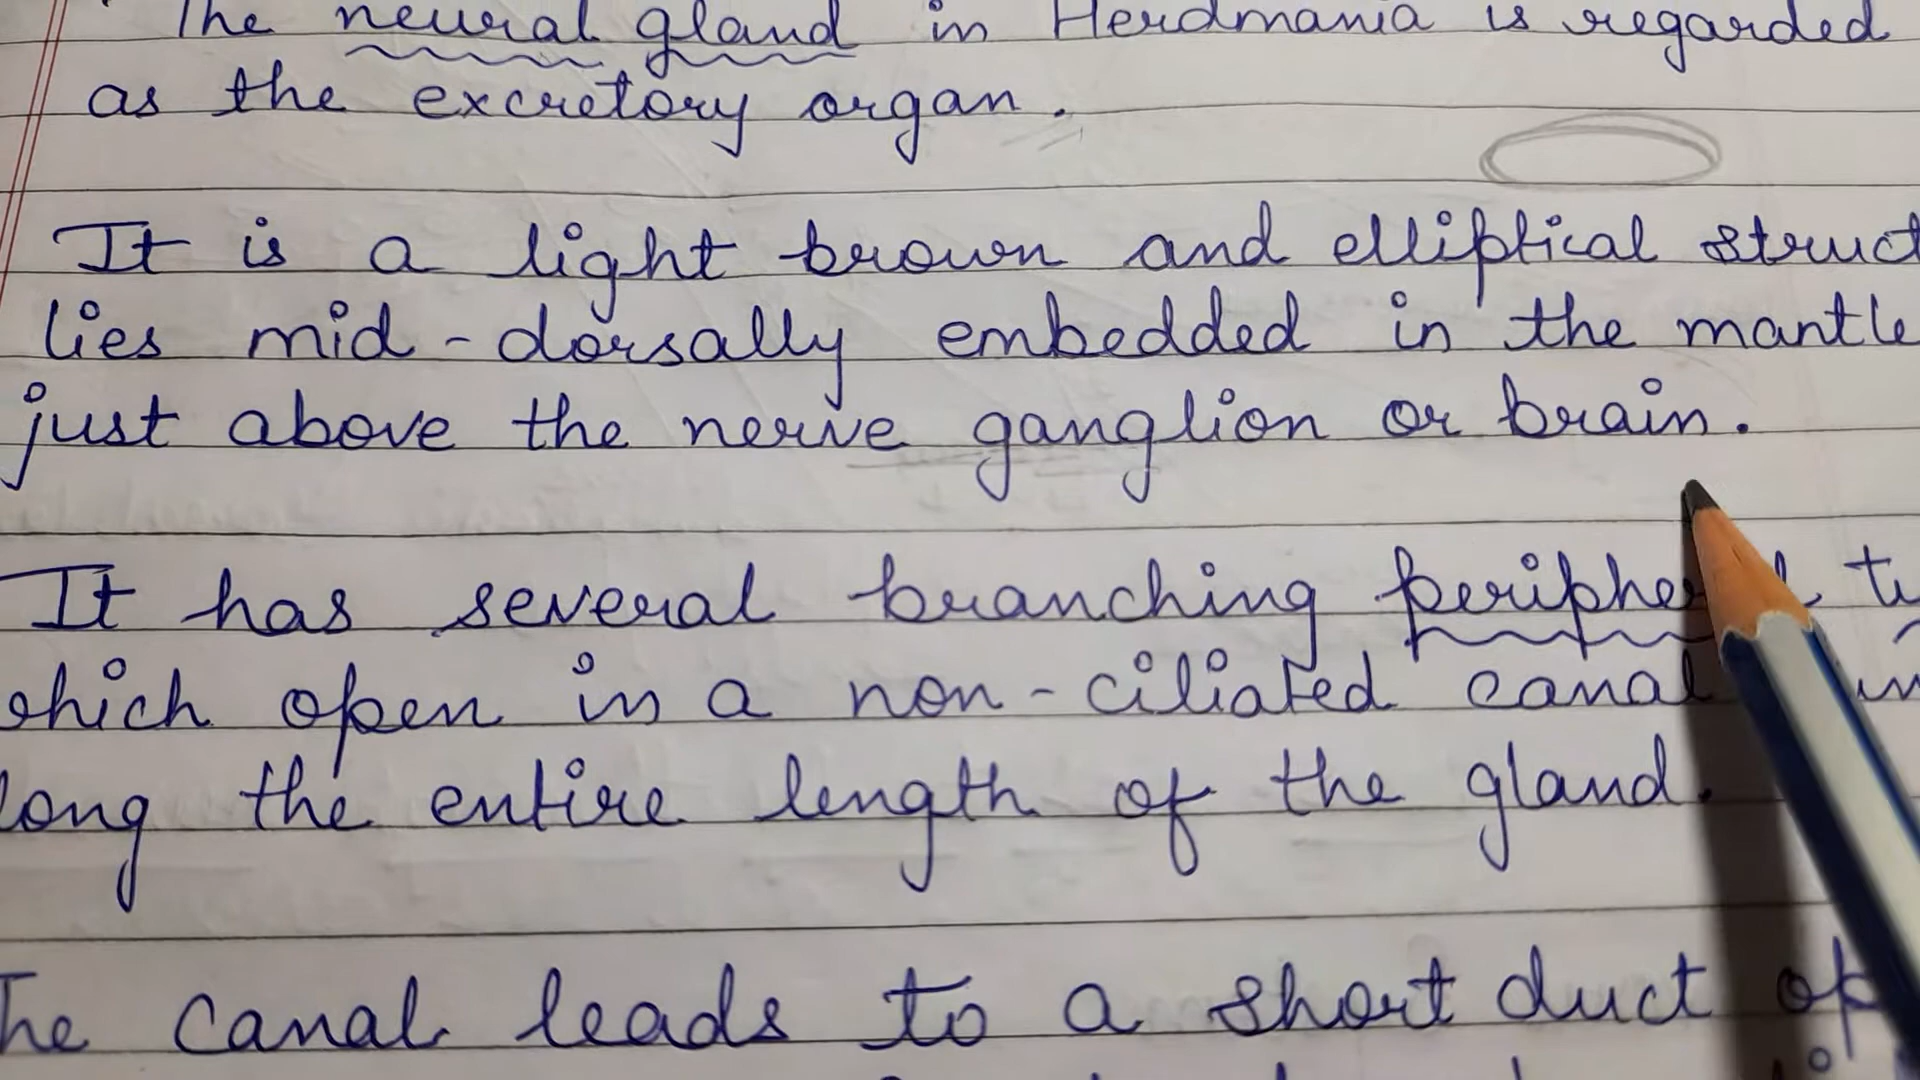 The neural gland in Herdmania is regarded
as the excretory organ.
It is a light brown and elliptical struct
lies mid-dorsally embedded in the mantle
just above the nerve ganglion or brain.
It has several branching
which open in a non-ciliated canal
long the entire length of the gland.
The canal leads to a short duct